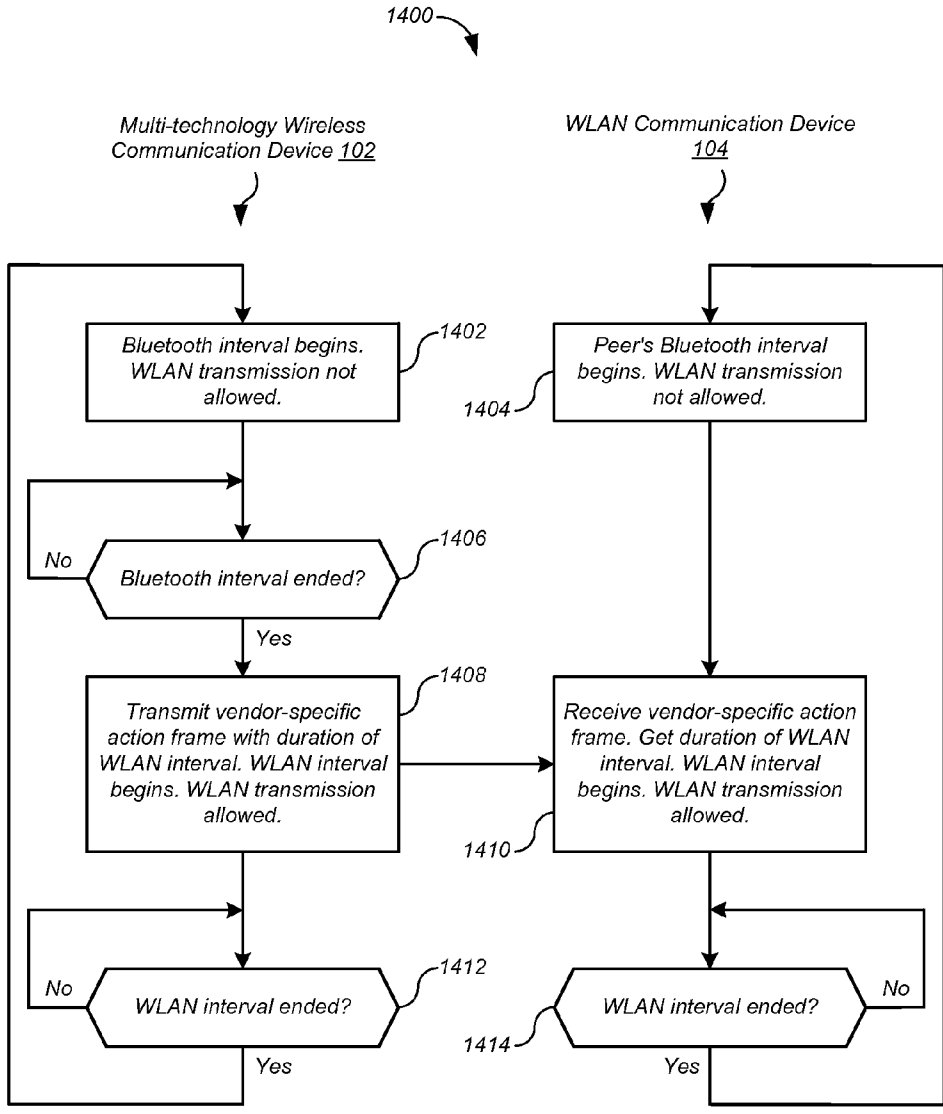 1400
Multi-technology Wireless
Communication Device 102
WLAN Communication Device
104
Bluetooth interval begins.
WLAN transmission not
allowed.
1402
Peer's Bluetooth interval
begins. WLAN transmission
not allowed.
1404
No
Bluetooth interval ended?
1406
Yes
Transmit vendor-specific
action frame with duration of
WLAN interval. WLAN interval
begins. WLAN transmission
allowed.
1408
Receive vendor-specific action
frame. Get duration of WLAN
interval. WLAN interval
begins. WLAN transmission
allowed.
1410
No
WLAN interval ended?
1412
Yes
WLAN interval ended?
No
1414
Yes